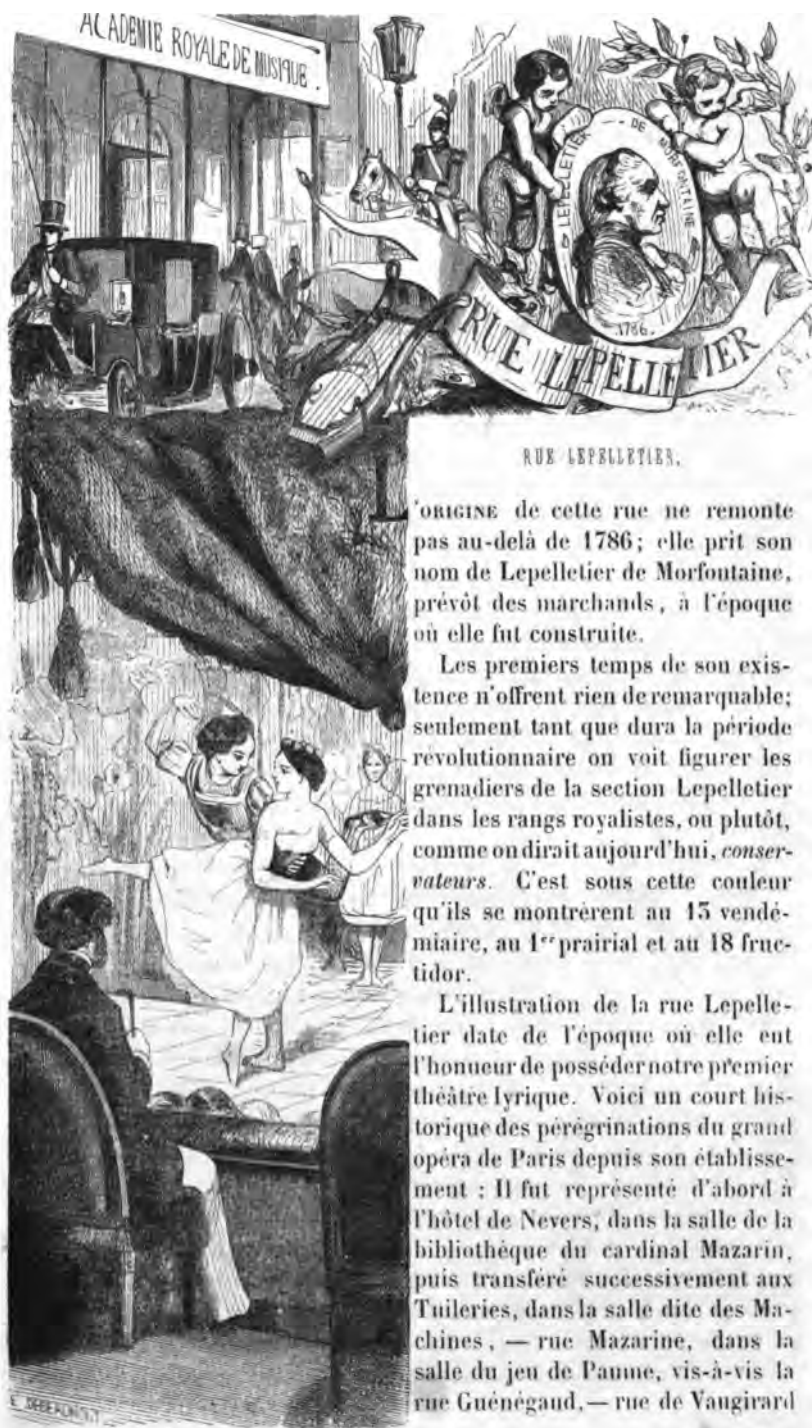 ACADEMIE ROYALE DE MUSIQUE.
LEPELLETIER DE MORFONTAINE
1786.
RUE LEPELLETIER
RUE LEPELLETIER.
'ORIGINE de cette rue ne remonte
pas au-delà de 1786; elle prit son
nom de Lepelletier de Morfontaine,
prévôt des marchands, à l'époque
où elle fut construite.
Les premiers temps de son exis-
tence n'offrent rien de remarquable;
seulement tant que dura la période
révolutionnaire on voit figurer les
grenadiers de la section Lepelletier
dans les rangs royalistes, ou plutôt,
comme on dirait aujourd'hui, conser-
vateurs. C'est sous cette couleur
qu'ils se montrèrent au 13 vendé-
miaire, au 1er prairial et au 18 fruc-
tidor.
L'illustration de la rue Lepelle-
tier date de l'époque où elle eut
l'honneur de posséder notre premier
théâtre lyrique. Voici un court his-
torique des pérégrinations du grand
opéra de Paris depuis son établisse-
ment : Il fut représenté d'abord à
l'hôtel de Nevers, dans la salle de la
bibliothèque du cardinal Mazarin,
puis transféré successivement aux
Tuileries, dans la salle dite des Ma-
chines, — rue Mazarine, dans la
salle du jeu de Paume, vis-à-vis la
rue Guénégaud, — rue de Vaugirard